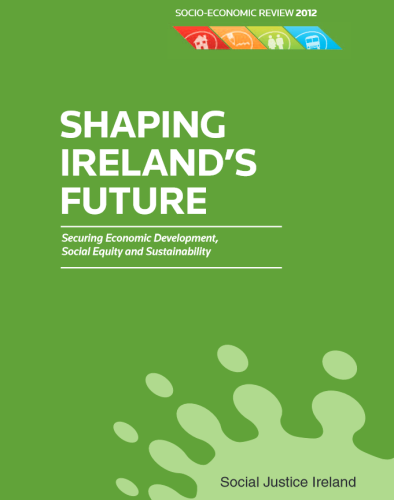 SOCIO-ECONOMIC REVIEW 2012
SHAPING
IRELAND'S
FUTURE
Securing Economic Development,
Social Equity and Sustainability
Social Justice Ireland